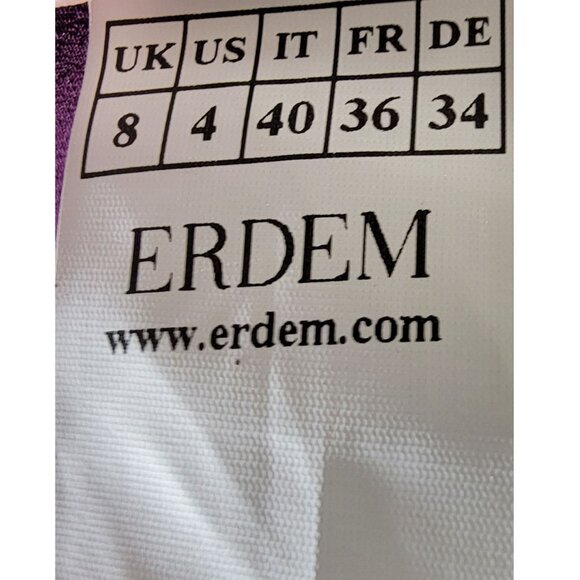 UK US IT FR DE
8 4 40 36 34
ERDEM
www.erdem.com